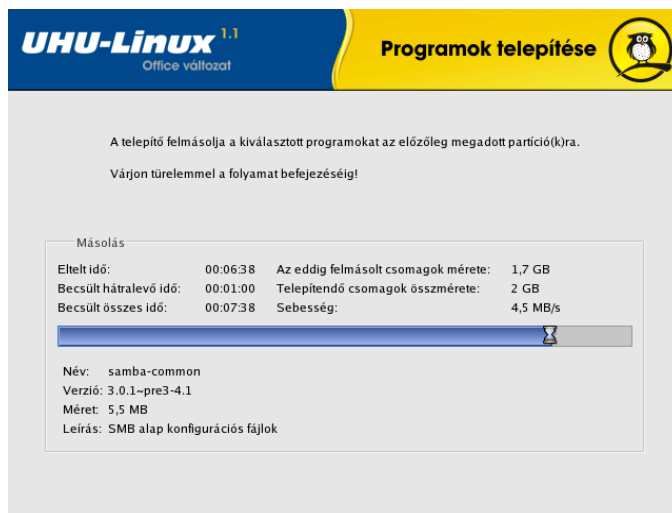 UHU-Linux 1.1
Office változat
Programok telepítése
A telepítő felmásolja a kiválasztott programokat az előzőleg megadott partíció(k)ra.
Várjon türelemmel a folyamat befejezéséig!
Másolás
Eltelt idő: 00:06:38 Az eddig felmásolt csomagok mérete: 1,7 GB
Becsült hátralevő idő: 00:01:00 Telepítendő csomagok összmérete: 2 GB
Becsült összes idő: 00:07:38 Sebesség: 4,5 MB/s
Név: samba-common
Verzió: 3.0.1~pre3-4.1
Méret: 5,5 MB
Leírás: SMB alap konfigurációs fájlok